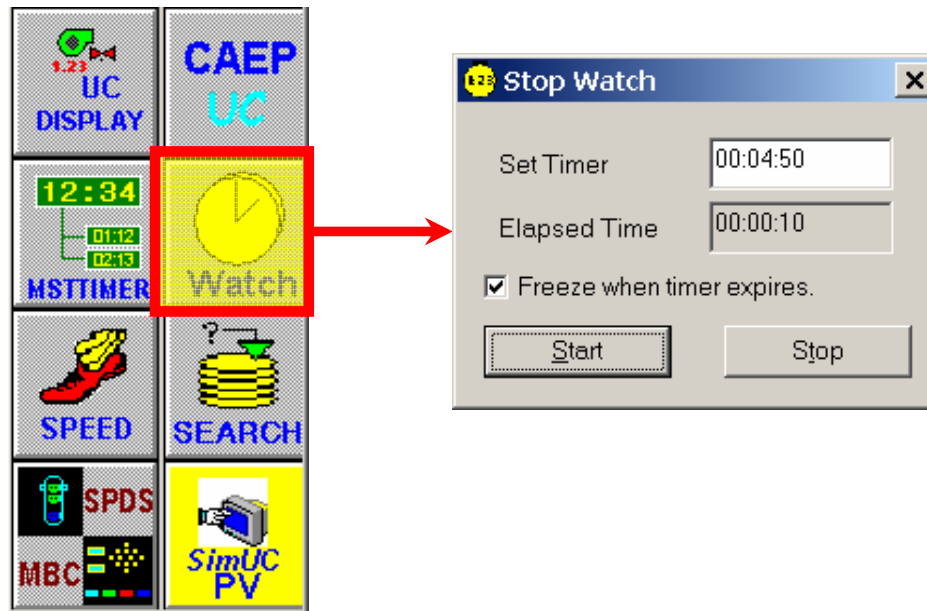 1.23
UC
DISPLAY
CAEP
UC
12:34
01:12
02:13
MSTTIMER
Watch
?
SPEED
SEARCH
SPDS
MBC
SimUC
PV
123
Stop Watch
Set Timer
00:04:50
Elapsed Time
00:00:10
Freeze when timer expires.
Start
Stop